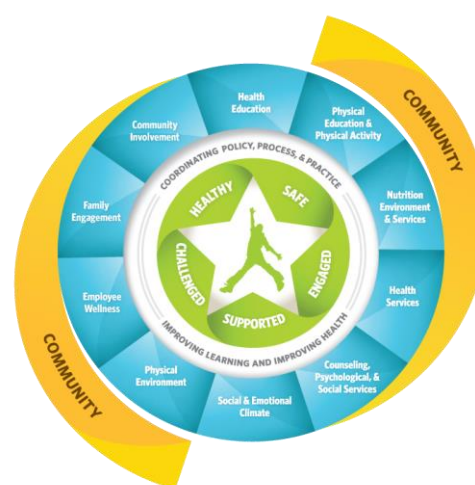 COMMUNITY
Health
Education
Physical
Education &
Physical Activity
Nutrition
Environment
& Services
Health
Services
Counseling,
Psychological, &
Social Services
Social & Emotional
Climate
Physical
Environment
Employee
Wellness
Family
Engagement
Community
Involvement
COORDINATING POLICY, PROCESS, & PRACTICE
IMPROVING LEARNING AND IMPROVING HEALTH
HEALTHY
SAFE
ENGAGED
SUPPORTED
CHALLENGED
COMMUNITY